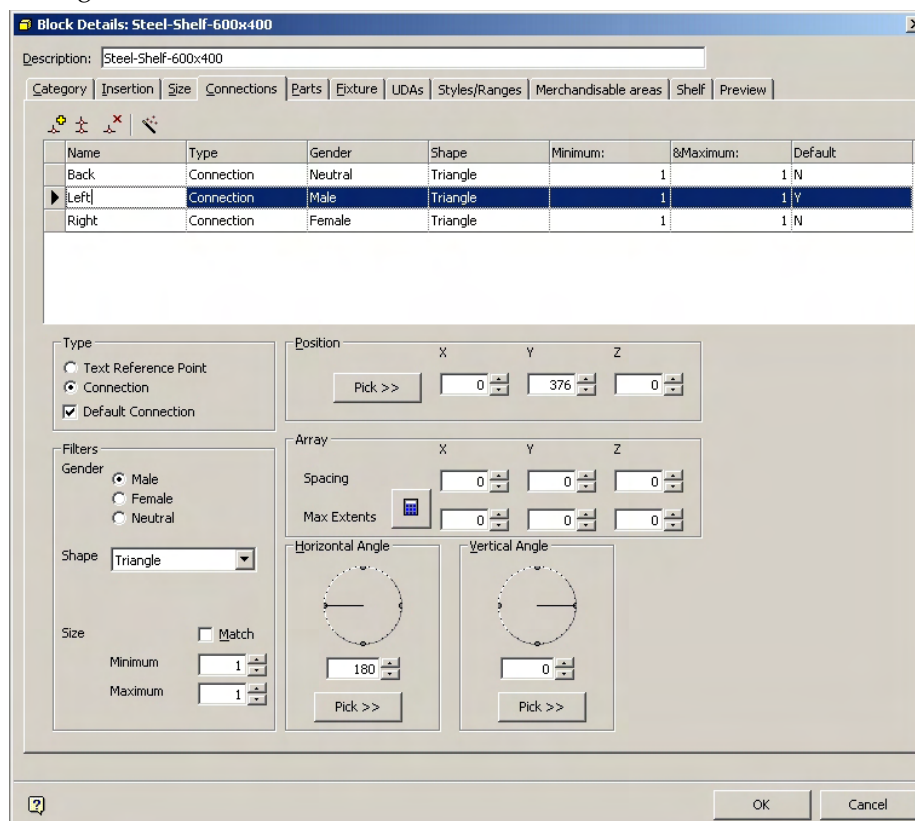 Block Details: Steel-Shelf-600x400
Description: Steel-Shelf-600x400
Category Insertion Size Connections Parts Fixture UDAs Styles/Ranges Merchandisable areas Shelf Preview
Name Type Gender Shape Minimum: &Maximum: Default
Back Connection Neutral Triangle 1 1 N
Left Connection Male Triangle 1 1 Y
Right Connection Female Triangle 1 1 N
Type
Text Reference Point
Connection
Default Connection
Position
X Y Z
Pick >> 0 376 0
Filters
Gender
Male
Female
Neutral
Shape Triangle
Size Match
Minimum 1
Maximum 1
Array
X Y Z
Spacing 0 0 0
Max Extents 0 0 0
Horizontal Angle
180
Pick >>
Vertical Angle
0
Pick >>
OK Cancel